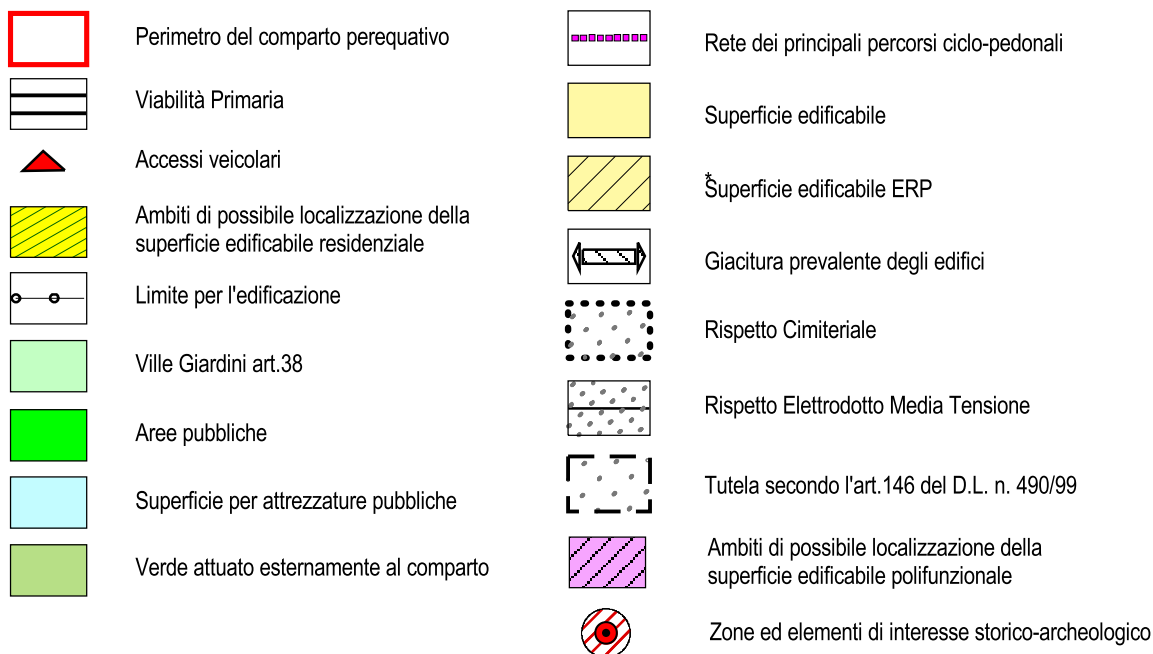 Perimetro del comparto perequativo
Viabilità Primaria
Accessi veicolari
Ambiti di possibile localizzazione della
superficie edificabile residenziale
Limite per l'edificazione
Ville Giardini art.38
Aree pubbliche
Superficie per attrezzature pubbliche
Verde attuato esternamente al comparto
Rete dei principali percorsi ciclo-pedonali
Superficie edificabile
*
Superficie edificabile ERP
Giacitura prevalente degli edifici
Rispetto Cimiteriale
Rispetto Elettrodotto Media Tensione
Tutela secondo l'art.146 del D.L. n. 490/99
Ambiti di possibile localizzazione della
superficie edificabile polifunzionale
Zone ed elementi di interesse storico-archeologico